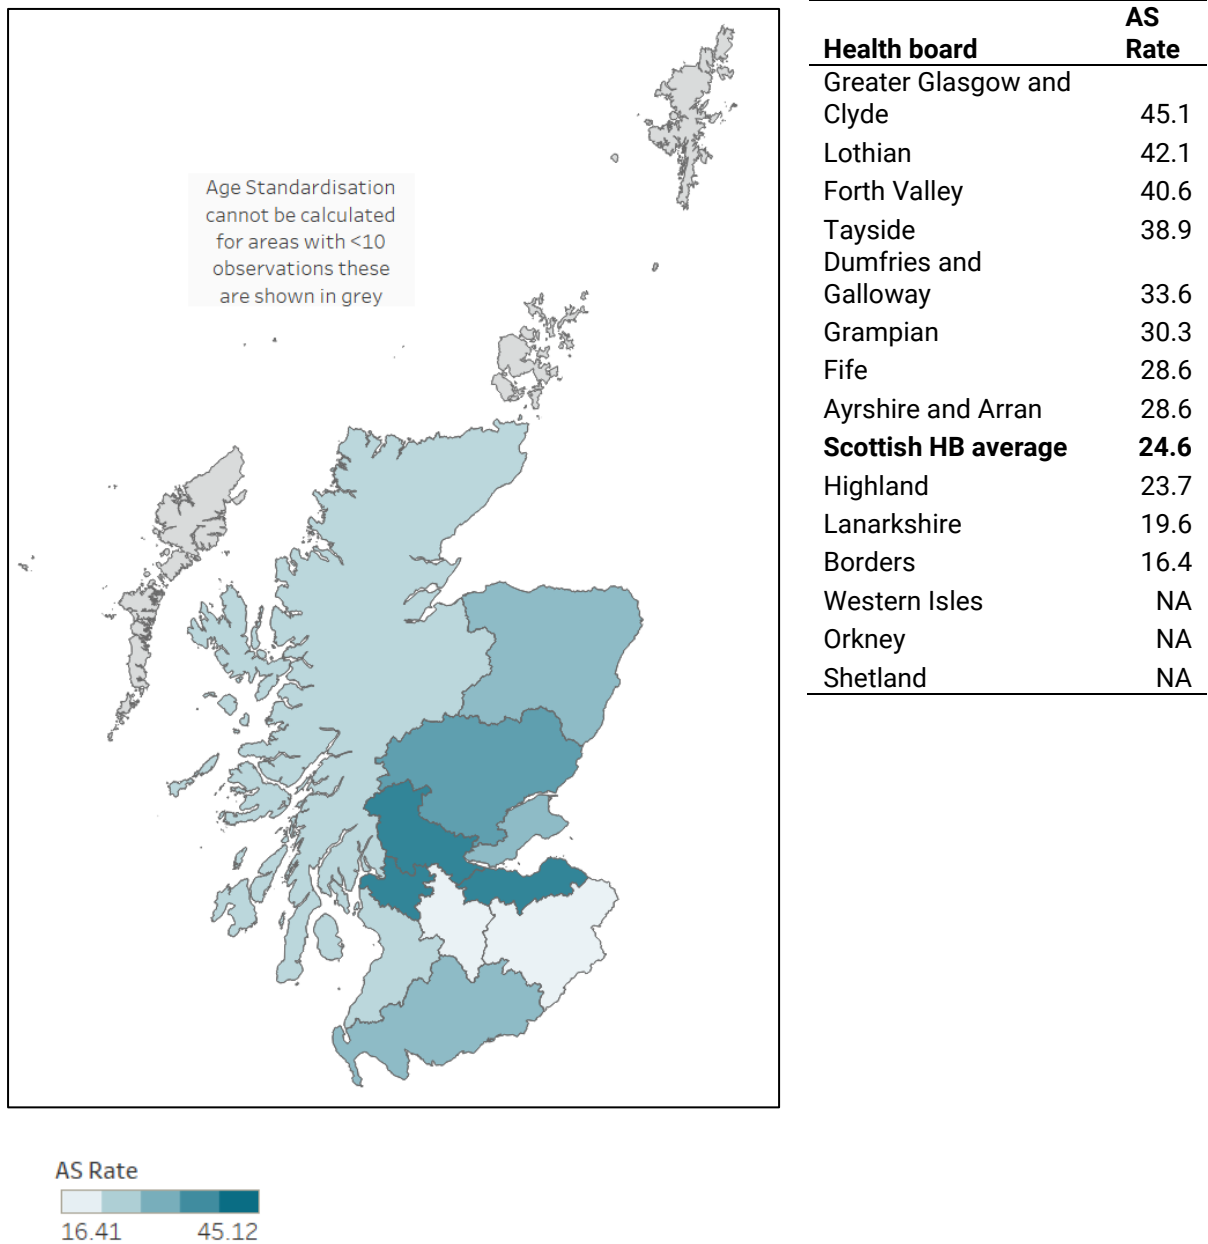 Age Standardisation
cannot be calculated
for areas with <10
observations these
are shown in grey
AS Rate
16.41 45.12
Health board AS Rate
Greater Glasgow and
Clyde 45.1
Lothian 42.1
Forth Valley 40.6
Tayside 38.9
Dumfries and
Galloway 33.6
Grampian 30.3
Fife 28.6
Ayrshire and Arran 28.6
Scottish HB average 24.6
Highland 23.7
Lanarkshire 19.6
Borders 16.4
Western Isles NA
Orkney NA
Shetland NA